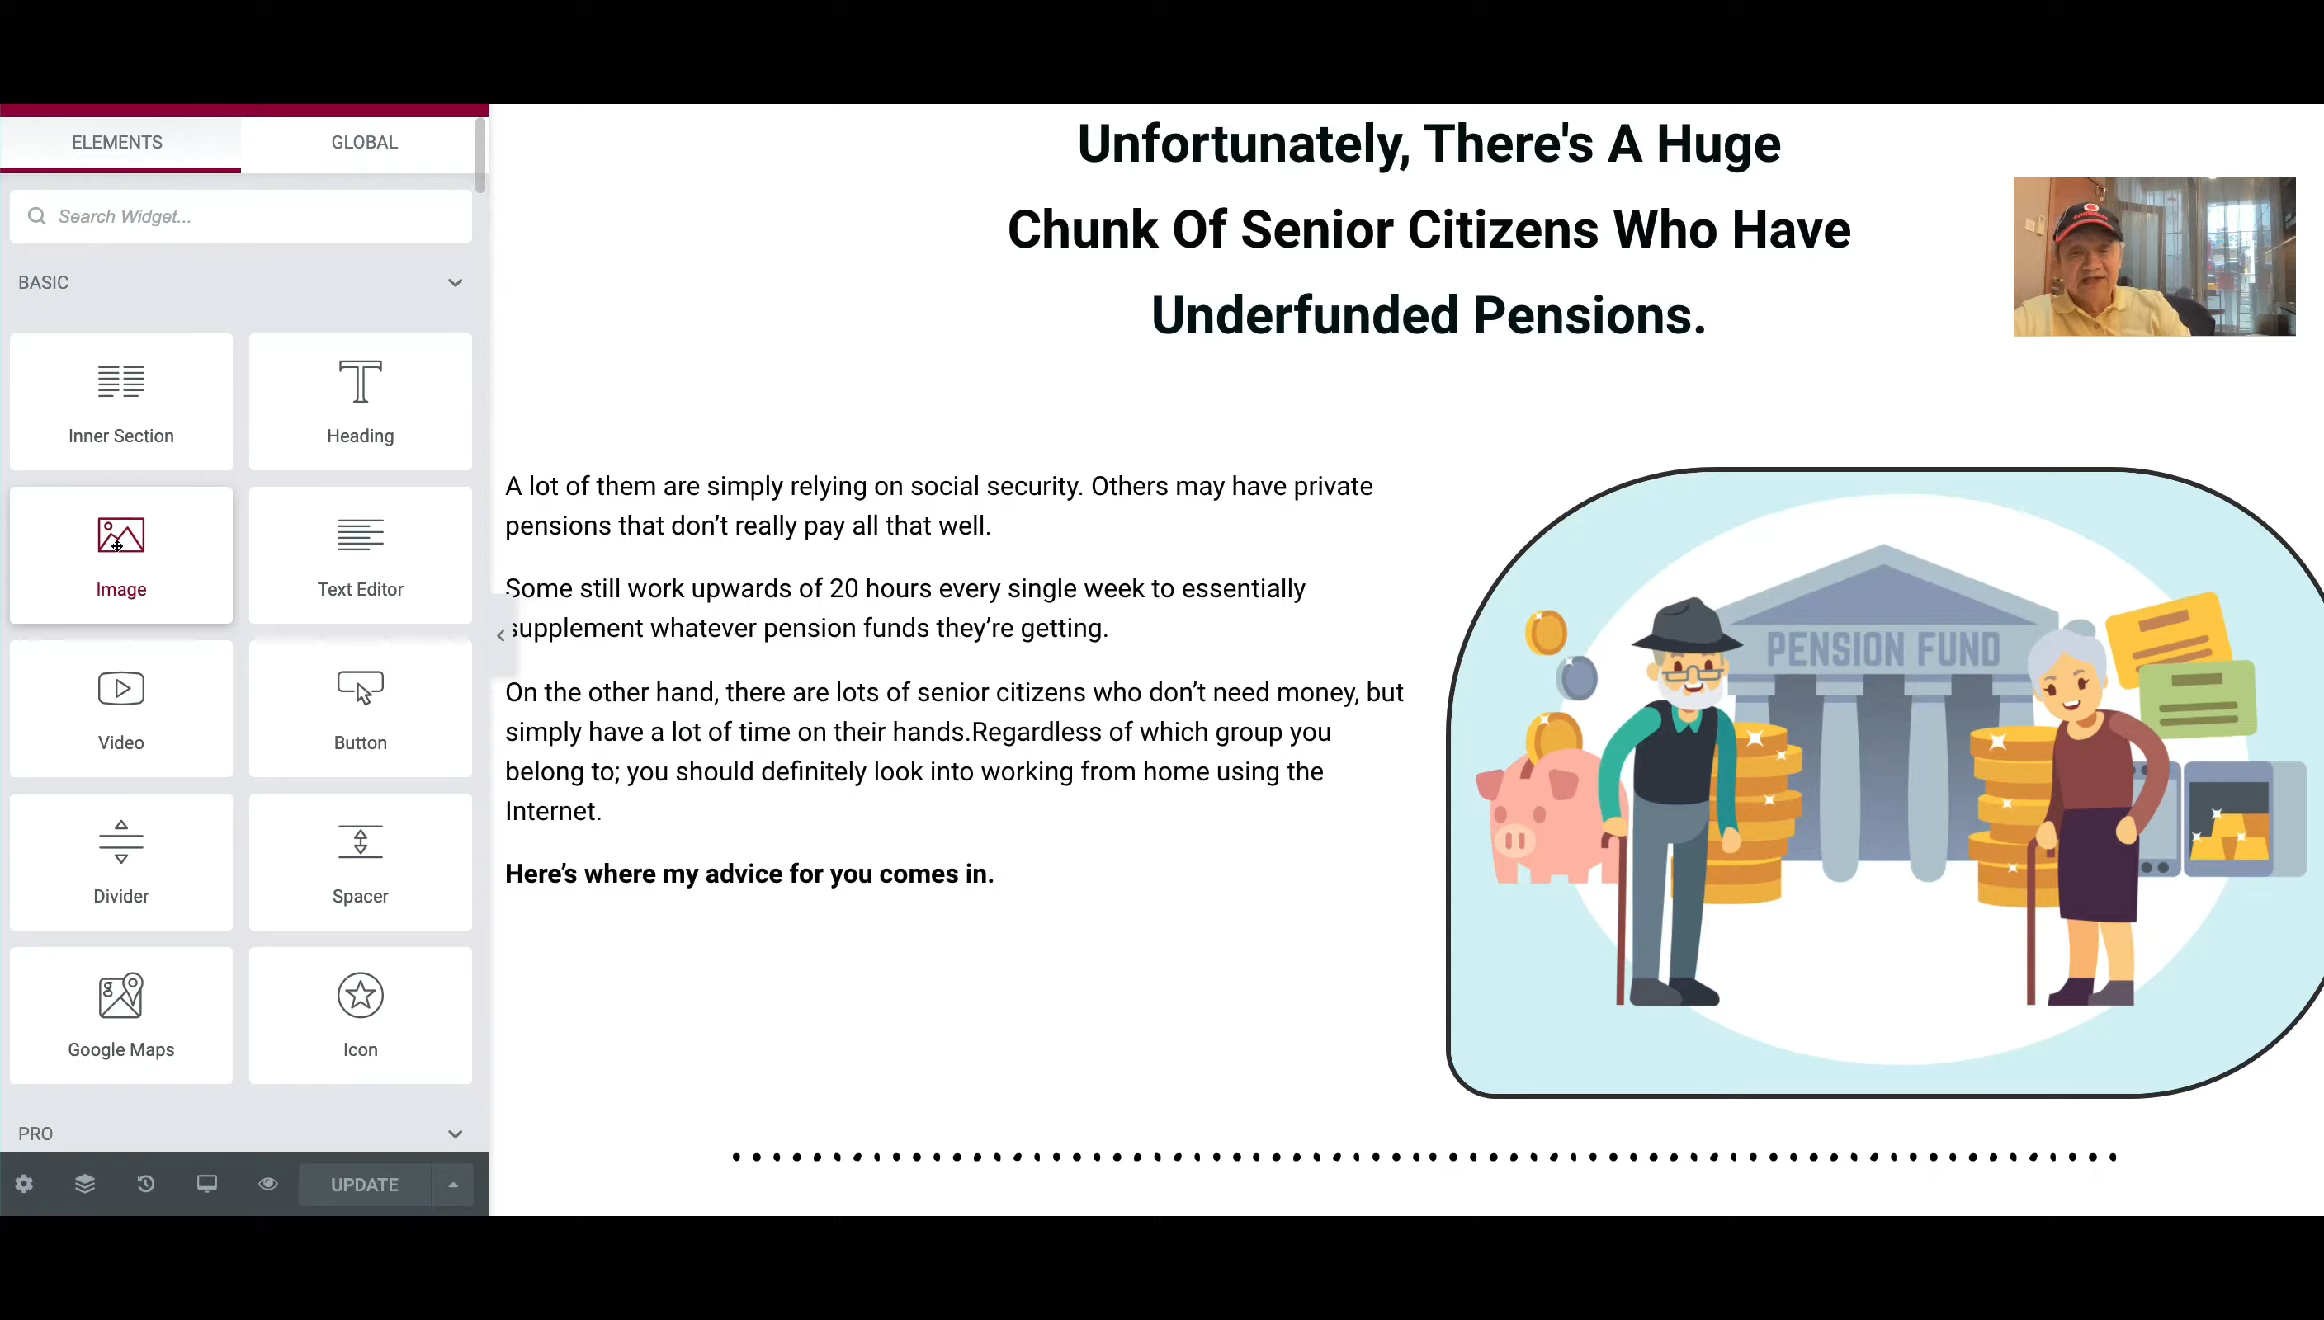 ELEMENTS
GLOBAL
Search Widget...
BASIC
Inner Section
Heading
Image
Text Editor
Video
Button
Divider
Spacer
Google Maps
Icon
PRO
UPDATE
Unfortunately, There's A Huge
Chunk Of Senior Citizens Who Have
Underfunded Pensions.
A lot of them are simply relying on social security. Others may have private
pensions that don’t really pay all that well.
Some still work upwards of 20 hours every single week to essentially
supplement whatever pension funds they’re getting.
On the other hand, there are lots of senior citizens who don’t need money, but
simply have a lot of time on their hands.Regardless of which group you
belong to; you should definitely look into working from home using the
Internet.
Here’s where my advice for you comes in.
PENSION FUND